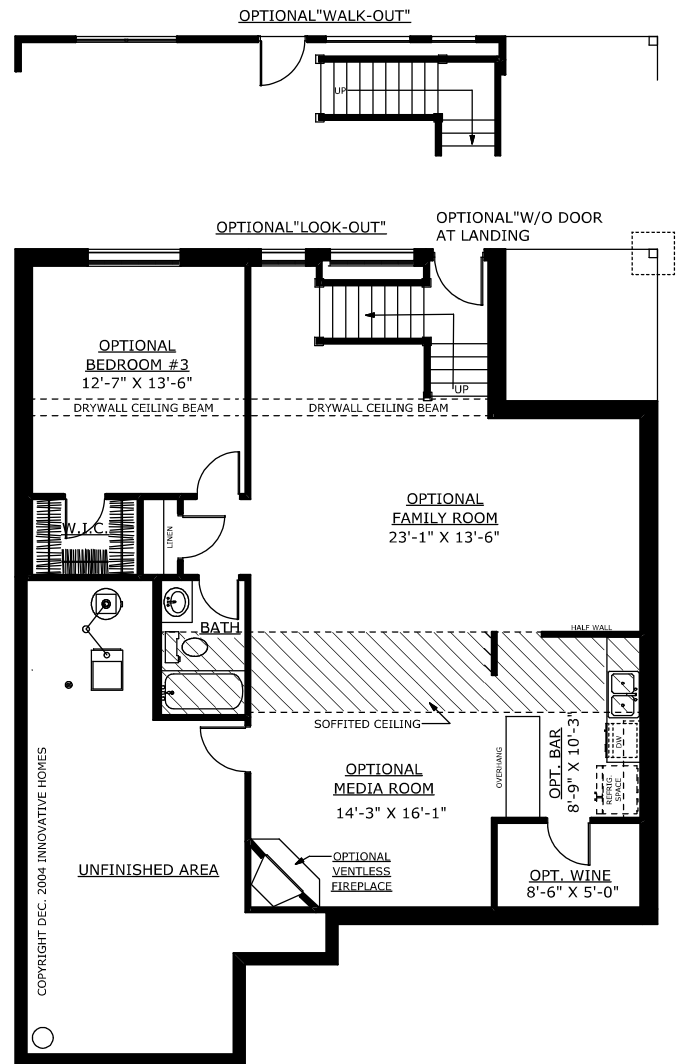 OPTIONAL"WALK-OUT"
UP
OPTIONAL"LOOK-OUT"
OPTIONAL"W/O DOOR
AT LANDING
OPTIONAL
BEDROOM #3
12'-7" X 13'-6"
UP
DRYWALL CEILING BEAM
DRYWALL CEILING BEAM
W.I.C.
LINEN
OPTIONAL
FAMILY ROOM
23'-1" X 13'-6"
BATH
HALF WALL
SOFFITED CEILING
OPTIONAL
MEDIA ROOM
14'-3" X 16'-1"
OVERHANG
OPT. BAR
8'-9" X 10'-3"
DW
REFRIG.
SPACE
OPTIONAL
VENTLESS
FIREPLACE
OPT. WINE
8'-6" X 5'-0"
UNFINISHED AREA
COPYRIGHT DEC. 2004 INNOVATIVE HOMES